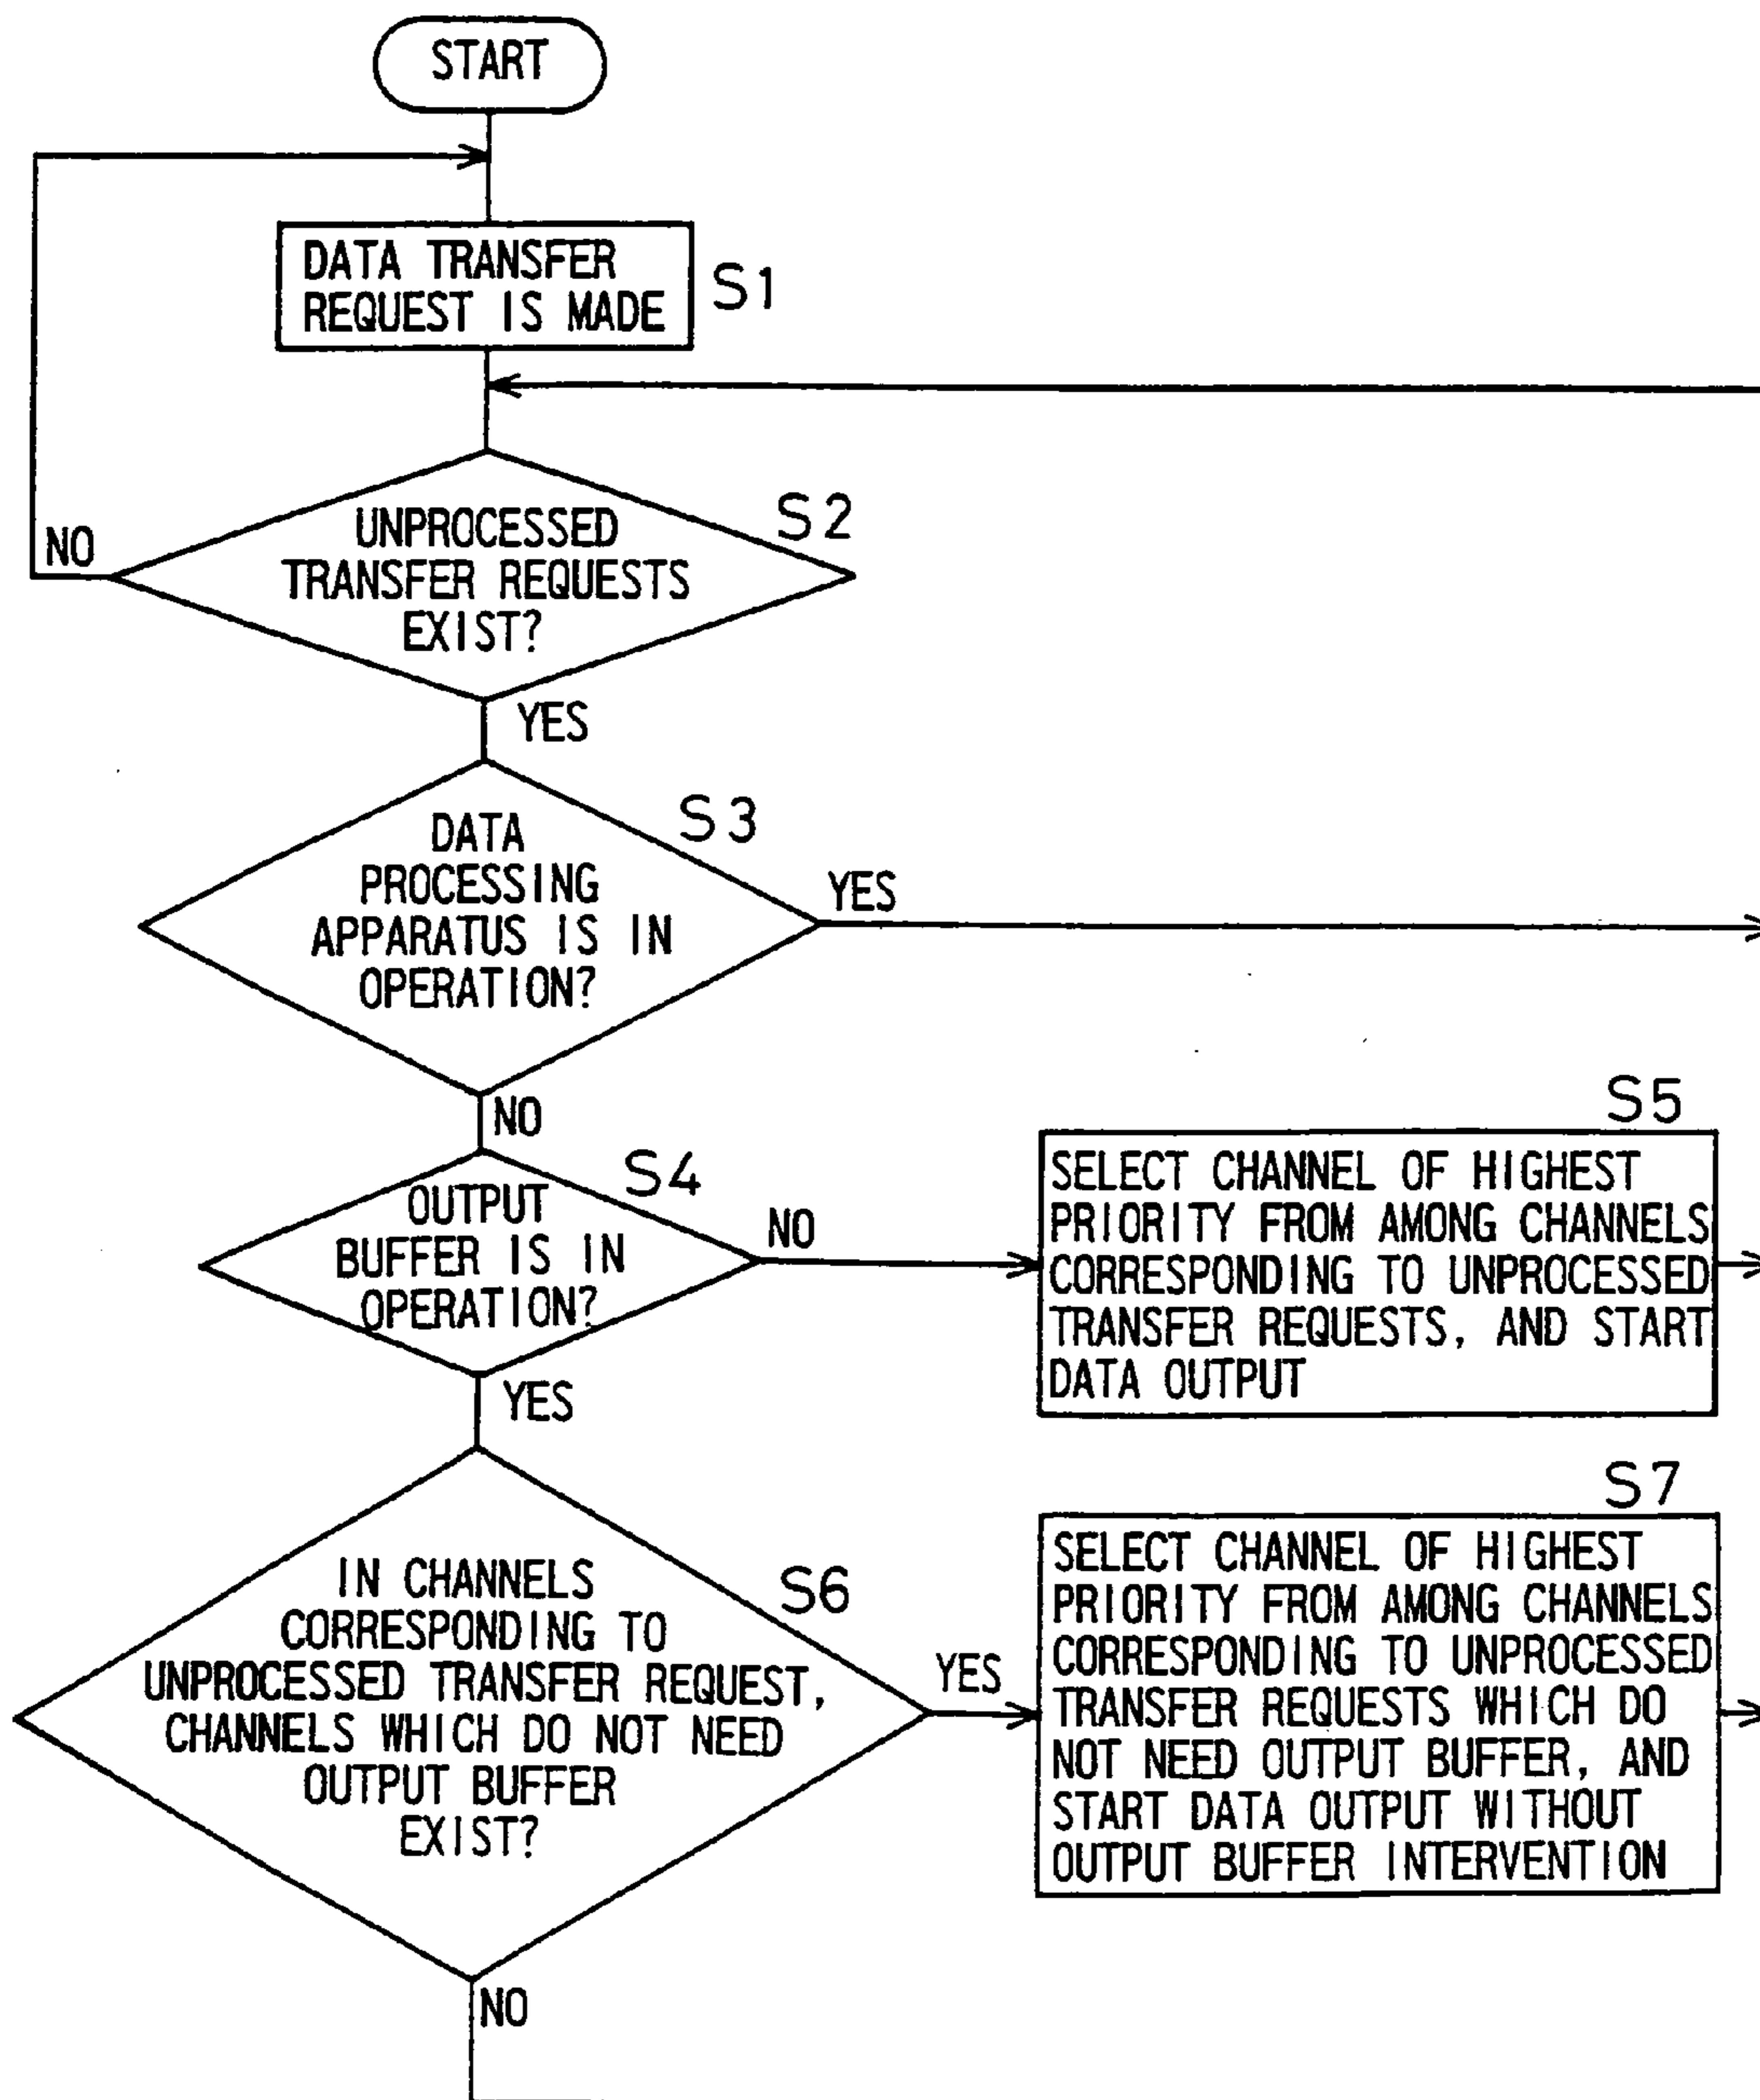 START
DATA TRANSFER
REQUEST IS MADE
S1
S2
UNPROCESSED
TRANSFER REQUESTS
EXIST?
NO
YES
S3
DATA
PROCESSING
APPARATUS IS IN
OPERATION?
YES
NO
S4
OUTPUT
BUFFER IS IN
OPERATION?
NO
YES
S5
SELECT CHANNEL OF HIGHEST
PRIORITY FROM AMONG CHANNELS
CORRESPONDING TO UNPROCESSED
TRANSFER REQUESTS, AND START
DATA OUTPUT
S6
IN CHANNELS
CORRESPONDING TO
UNPROCESSED TRANSFER REQUEST,
CHANNELS WHICH DO NOT NEED
OUTPUT BUFFER
EXIST?
YES
NO
S7
SELECT CHANNEL OF HIGHEST
PRIORITY FROM AMONG CHANNELS
CORRESPONDING TO UNPROCESSED
TRANSFER REQUESTS WHICH DO
NOT NEED OUTPUT BUFFER, AND
START DATA OUTPUT WITHOUT
OUTPUT BUFFER INTERVENTION